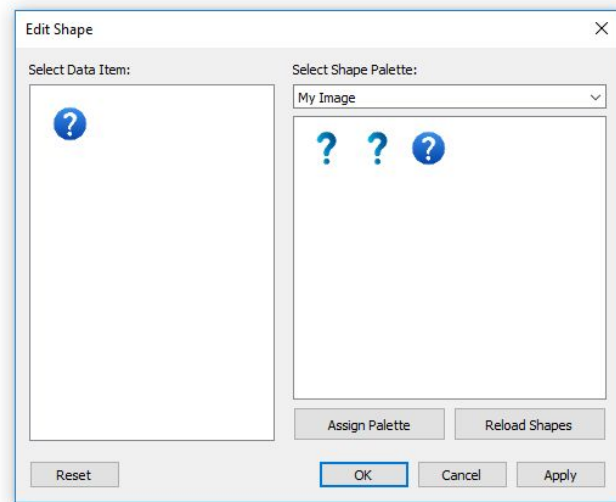 Edit Shape
Select Data Item:
Select Shape Palette:
My Image
? ? ?
?
Assign Palette
Reload Shapes
Reset
OK
Cancel
Apply